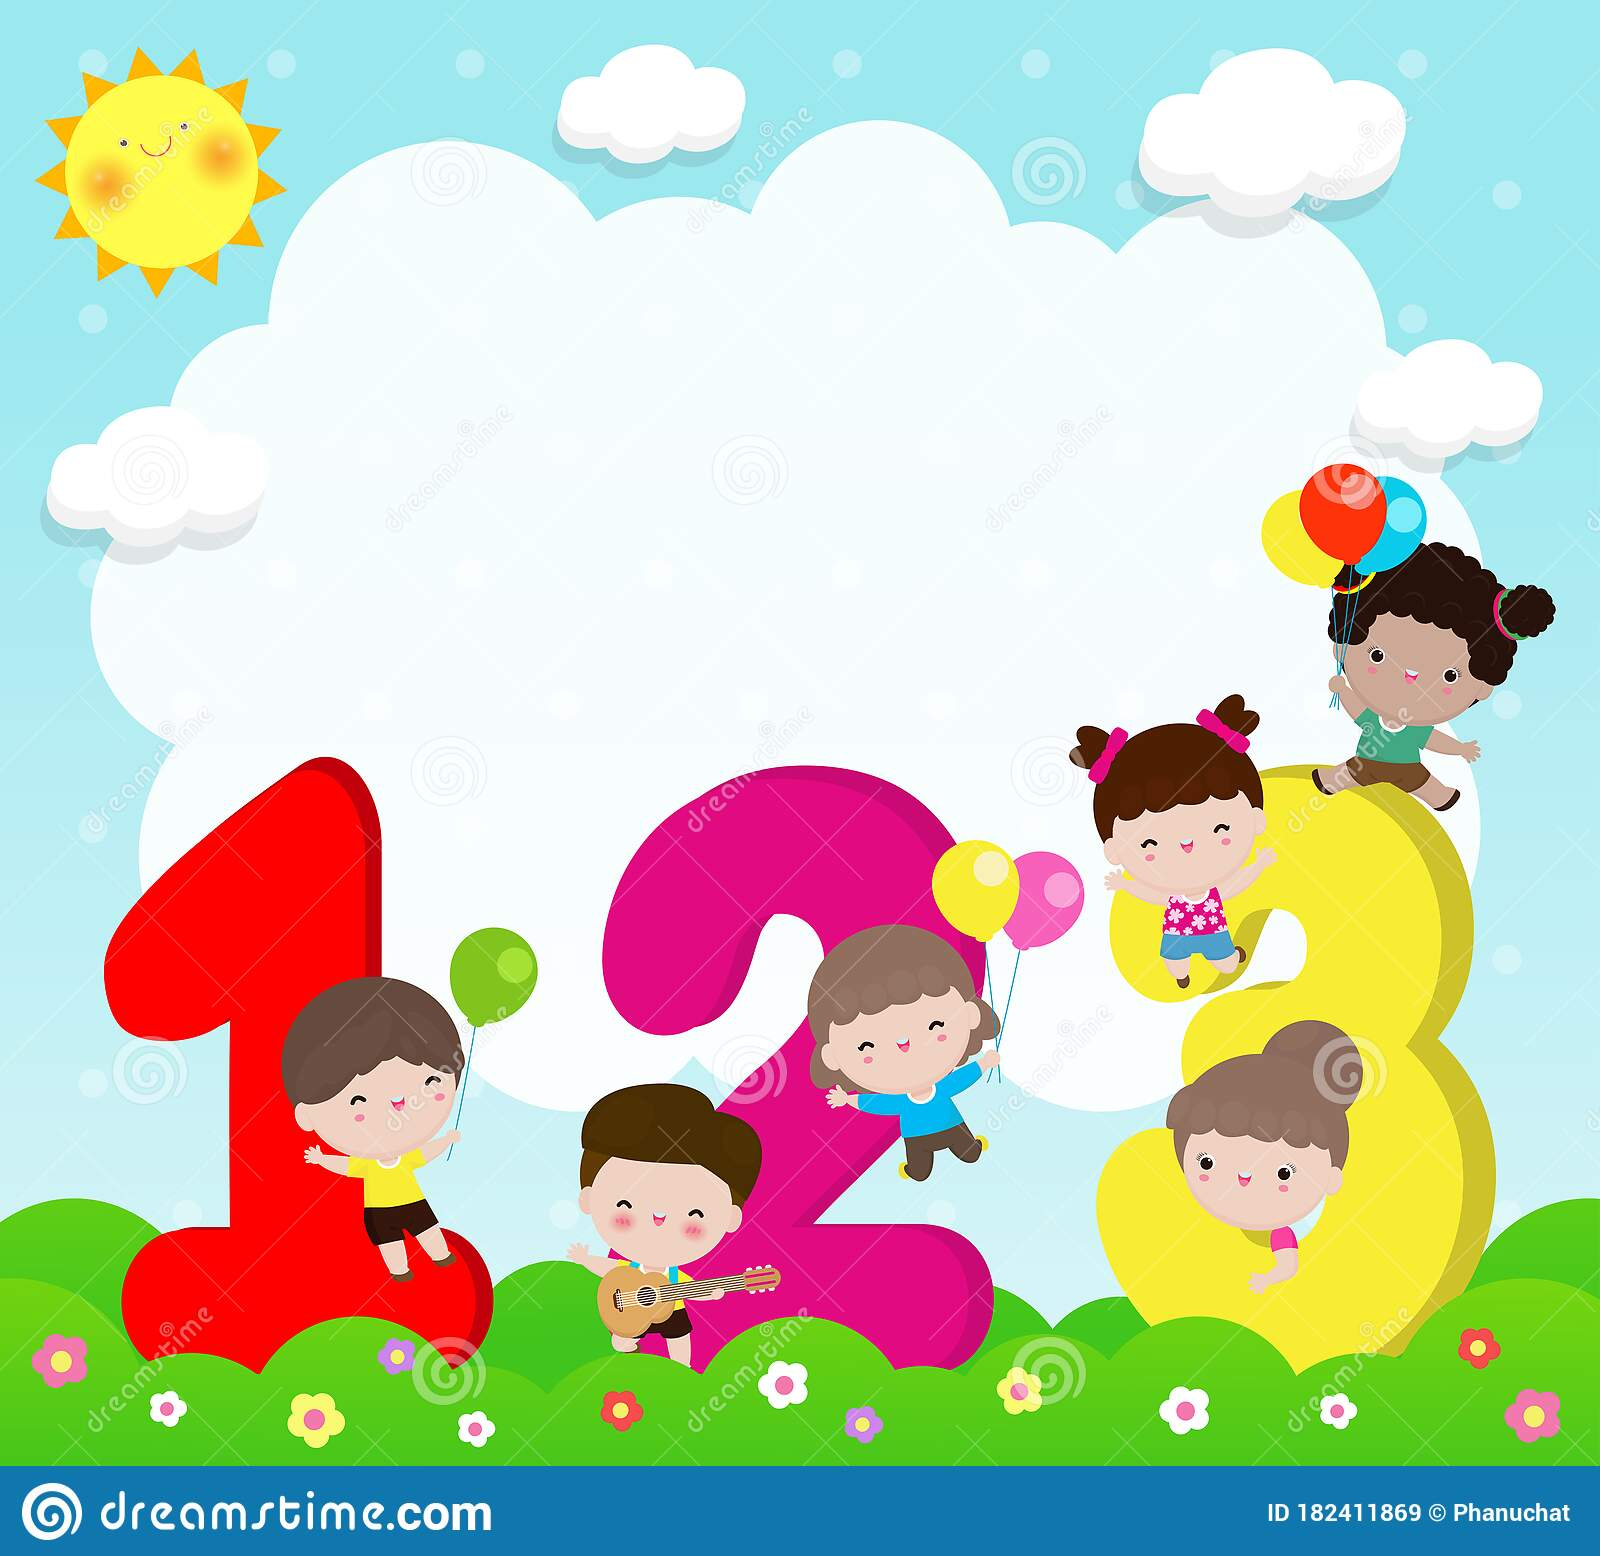 1 2 3
dreamstime.com
ID 182411869 © Phanuchat